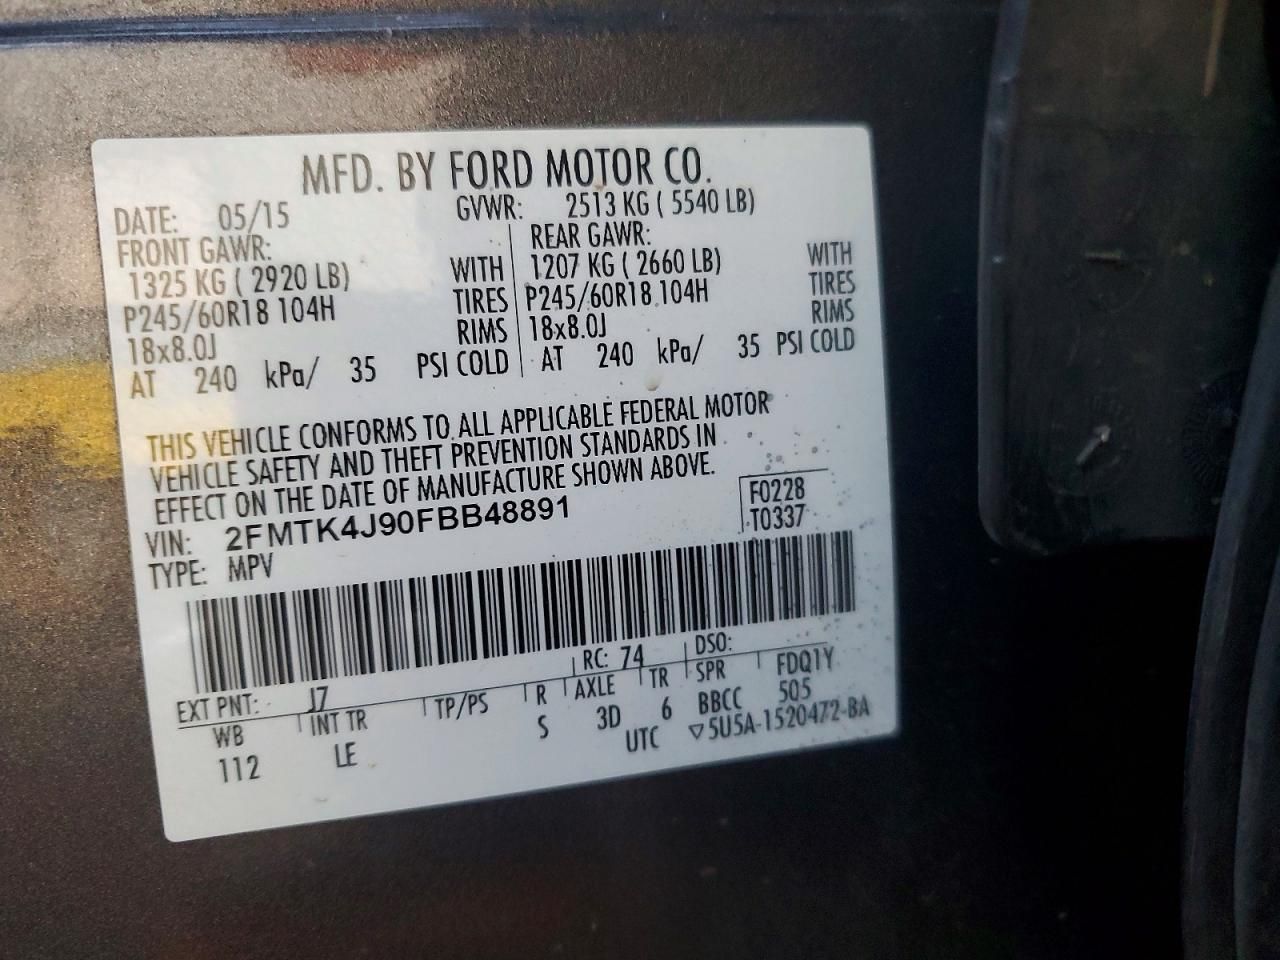 MFD. BY FORD MOTOR CO.
DATE: 05/15 GVWR: 2513 KG ( 5540 LB)
FRONT GAWR: REAR GAWR:
1325 KG ( 2920 LB) WITH 1207 KG ( 2660 LB) WITH
P245/60R18 104H TIRES P245/60R18 104H TIRES
18x8.0J RIMS 18x8.0J RIMS
AT 240 kPa/ 35 PSI COLD AT 240 kPa/ 35 PSI COLD
THIS VEHICLE CONFORMS TO ALL APPLICABLE FEDERAL MOTOR
VEHICLE SAFETY AND THEFT PREVENTION STANDARDS IN
EFFECT ON THE DATE OF MANUFACTURE SHOWN ABOVE.
VIN: 2FMTK4J90FBB48891 F0228
TYPE: MPV T0337
EXT PNT: J7 RC: 74 DSO:
WB INT TR TP/PS R AXLE TR SPR FDQ1Y
112 LE S 3D 6 BBCC 505
UTC ▽5U5A-1520472-BA